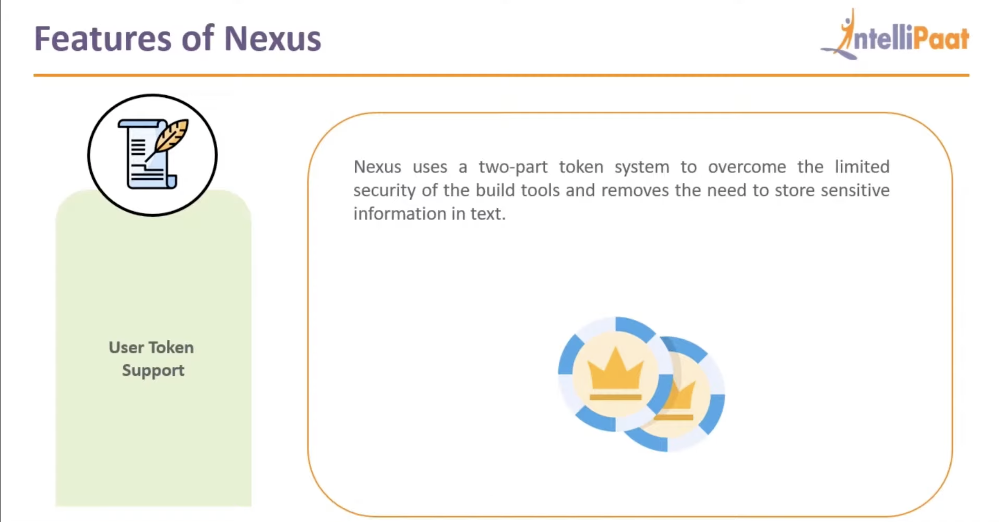 Features of Nexus
IntelliPaat
Nexus uses a two-part token system to overcome the limited
security of the build tools and removes the need to store sensitive
information in text.
User Token
Support